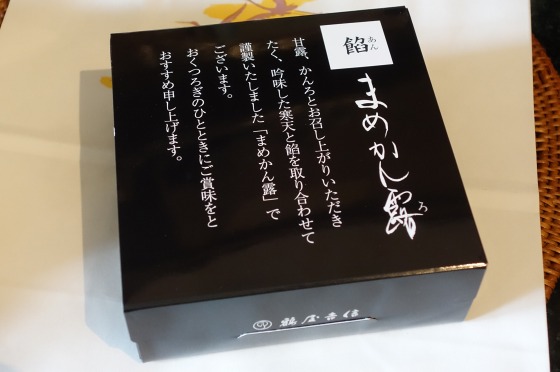 餡
あん
まめかん露
ろ
甘露、かんろとお召し上がりいただき
たく、吟味した寒天と餡を取り合わせて
謹製いたしました「まめかん露」で
ございます。
おくつろぎのひとときにご賞味をと
おすすめ申し上げます。
鶴屋吉信